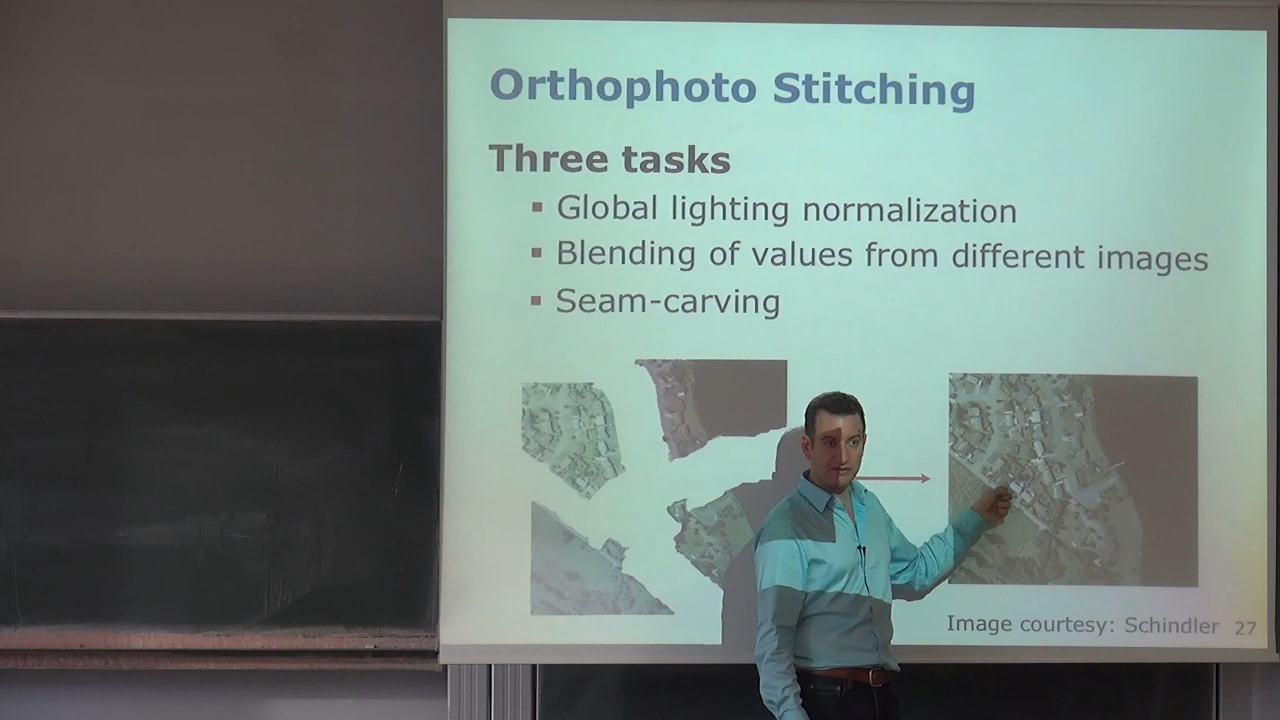 Orthophoto Stitching
Three tasks
▪ Global lighting normalization
▪ Blending of values from different images
▪ Seam-carving
Image courtesy: Schindler 27